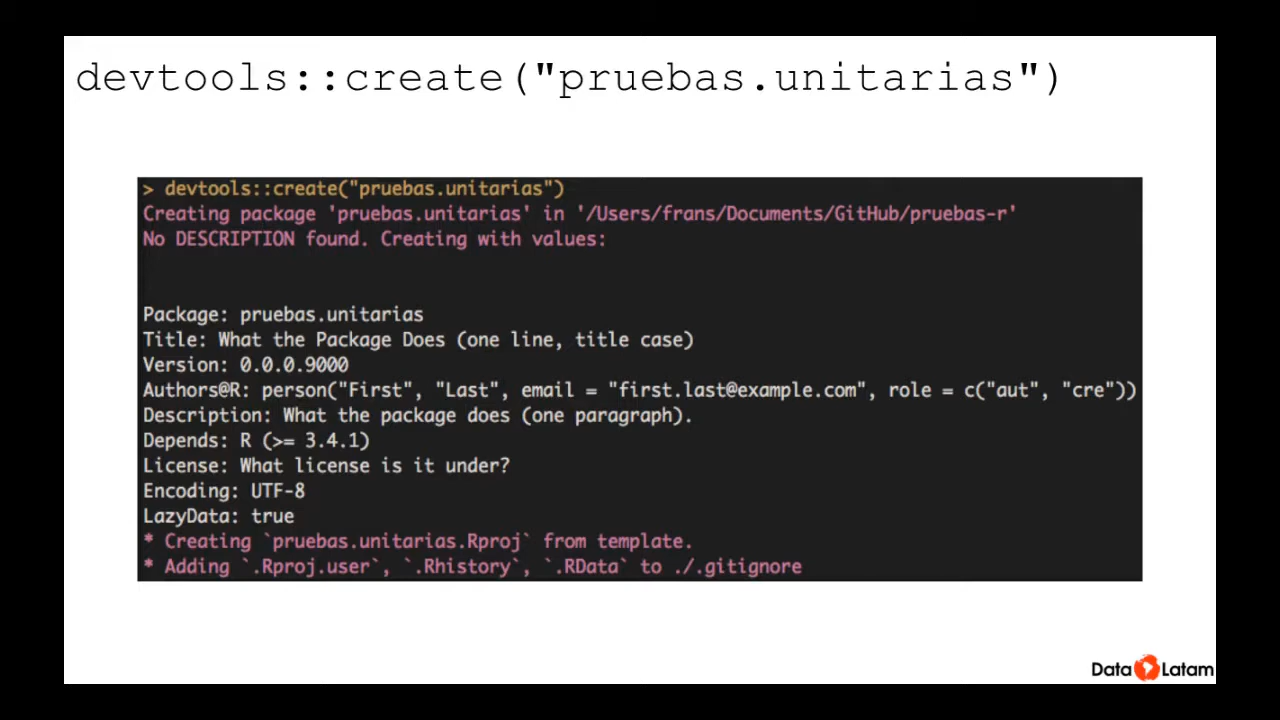 devtools::create("pruebas.unitarias")
> devtools::create("pruebas.unitarias")
Creating package 'pruebas.unitarias' in '/Users/frans/Documents/GitHub/pruebas-r'
No DESCRIPTION found. Creating with values:
Package: pruebas.unitarias
Title: What the Package Does (one line, title case)
Version: 0.0.0.9000
Authors@R: person("First", "Last", email = "first.last@example.com", role = c("aut", "cre"))
Description: What the package does (one paragraph).
Depends: R (>= 3.4.1)
License: What license is it under?
Encoding: UTF-8
LazyData: true
* Creating `pruebas.unitarias.Rproj` from template.
* Adding `.Rproj.user`, `.Rhistory`, `.RData` to ./.gitignore
Data Latam